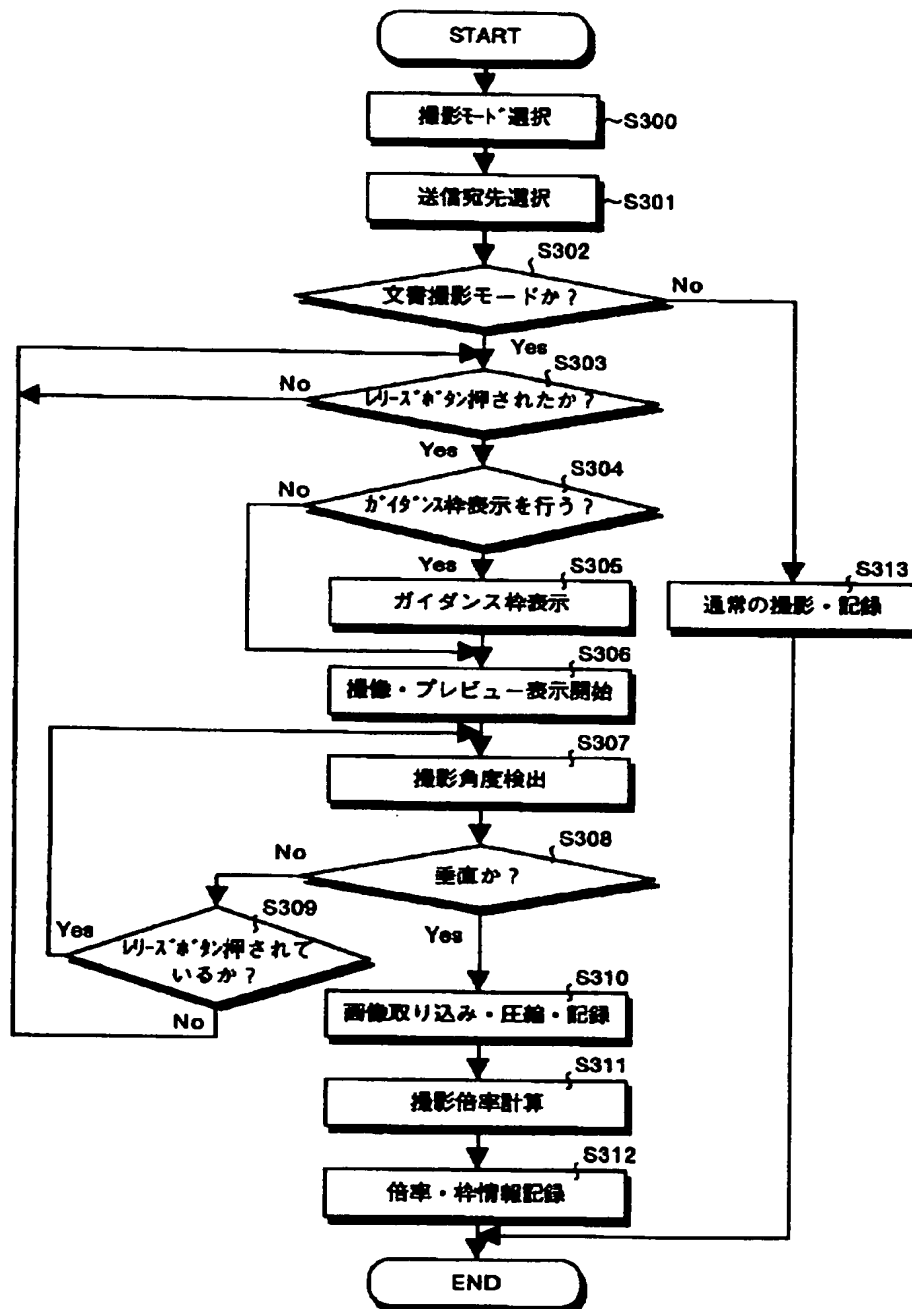 START
撮影ﾓｰﾄﾞ選択
~S300
送信宛先選択
~S301
S302
文書撮影モードか?
No
Yes
S303
No
ﾚﾘｰｽﾞﾎﾞﾀﾝ押されたか?
Yes
S304
No
ｶﾞｲﾀﾞﾝｽ枠表示を行う?
Yes
S305
ガイダンス枠表示
S313
通常の撮影・記録
S306
撮像・プレビュー表示開始
S307
撮影角度検出
S308
No
垂直か?
S309
Yes
ﾚﾘｰｽﾞﾎﾞﾀﾝ押されて
いるか?
Yes
No
S310
画像取り込み・圧縮・記録
S311
撮影倍率計算
S312
倍率・枠情報記録
END